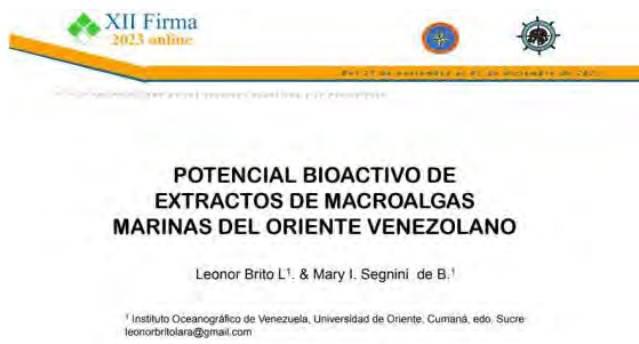 XII Firma
2023 online
POTENCIAL BIOACTIVO DE
EXTRACTOS DE MACROALGAS
MARINAS DEL ORIENTE VENEZOLANO
Leonor Brito L¹. & Mary I. Segnini de B.¹
¹ Instituto Oceanográfico de Venezuela, Universidad de Oriente, Cumaná, edo. Sucre
leonorbritolara@gmail.com